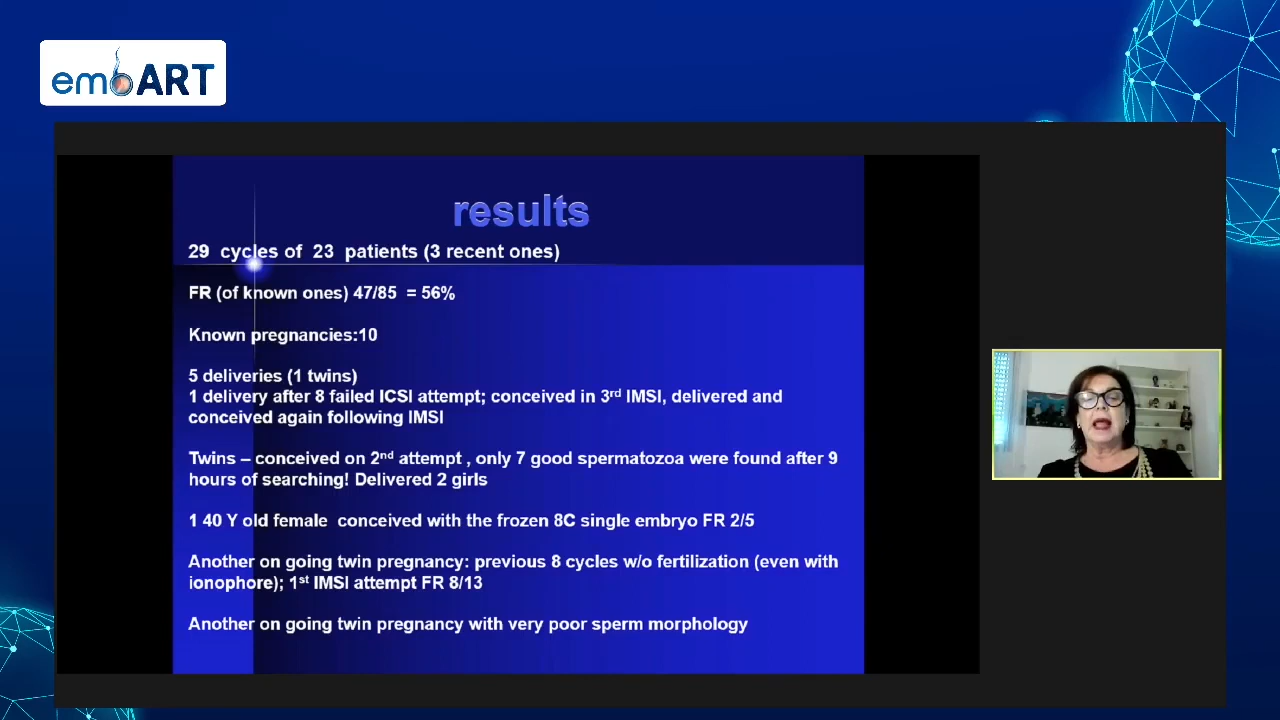 embART
results
29 cycles of 23 patients (3 recent ones)
FR (of known ones) 47/85 = 56%
Known pregnancies:10
5 deliveries (1 twins)
1 delivery after 8 failed ICSI attempt; conceived in 3rd IMSI, delivered and
conceived again following IMSI
Twins – conceived on 2nd attempt , only 7 good spermatozoa were found after 9
hours of searching! Delivered 2 girls
1 40 Y old female conceived with the frozen 8C single embryo FR 2/5
Another on going twin pregnancy: previous 8 cycles w/o fertilization (even with
ionophore); 1st IMSI attempt FR 8/13
Another on going twin pregnancy with very poor sperm morphology